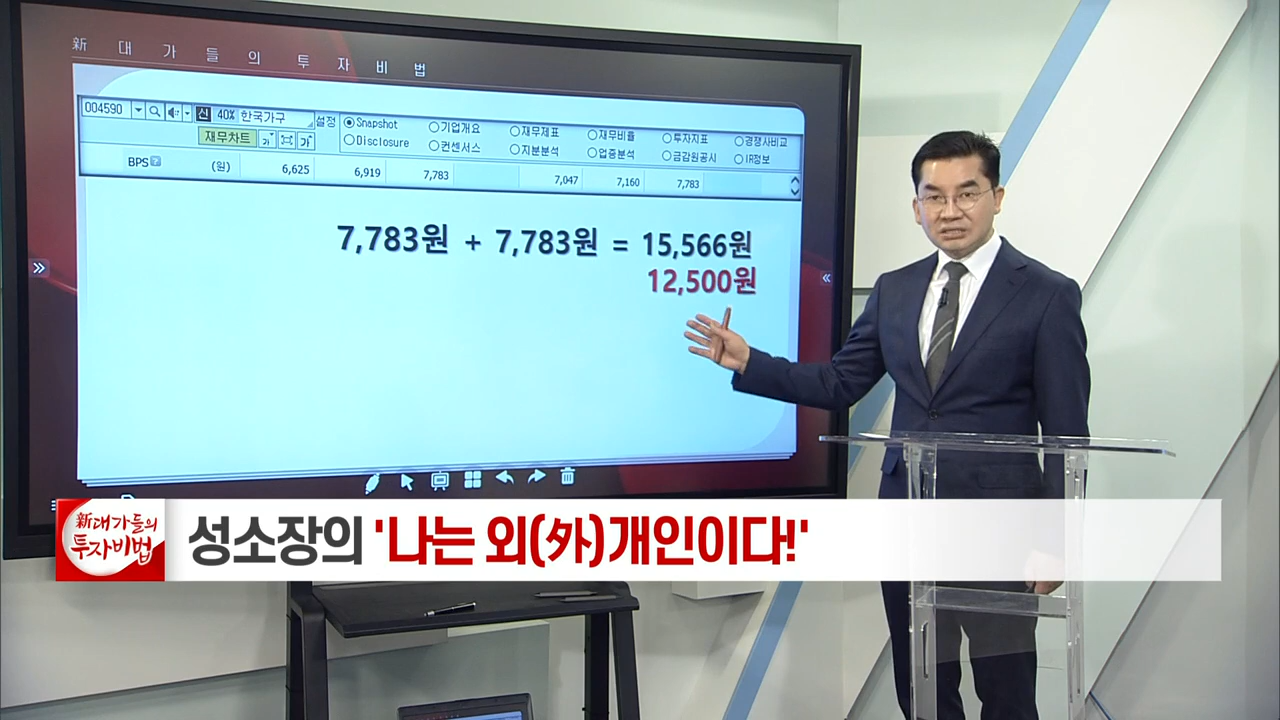 新 대 가 들 의 투 자 비 법
004590 신 40% 한국가구 설정 Snapshot 기업개요 재무제표 재무비율 투자지표 경쟁사비교
재무차트 가 가 Disclosure 컨센서스 지분분석 업종분석 금감원공시 IR정보
BPS (원) 6,625 6,919 7,783 7,047 7,160 7,783
7,783원 + 7,783원 = 15,566원
12,500원
新대가들의
투자비법
성소장의 '나는 외(外)개인이다!'